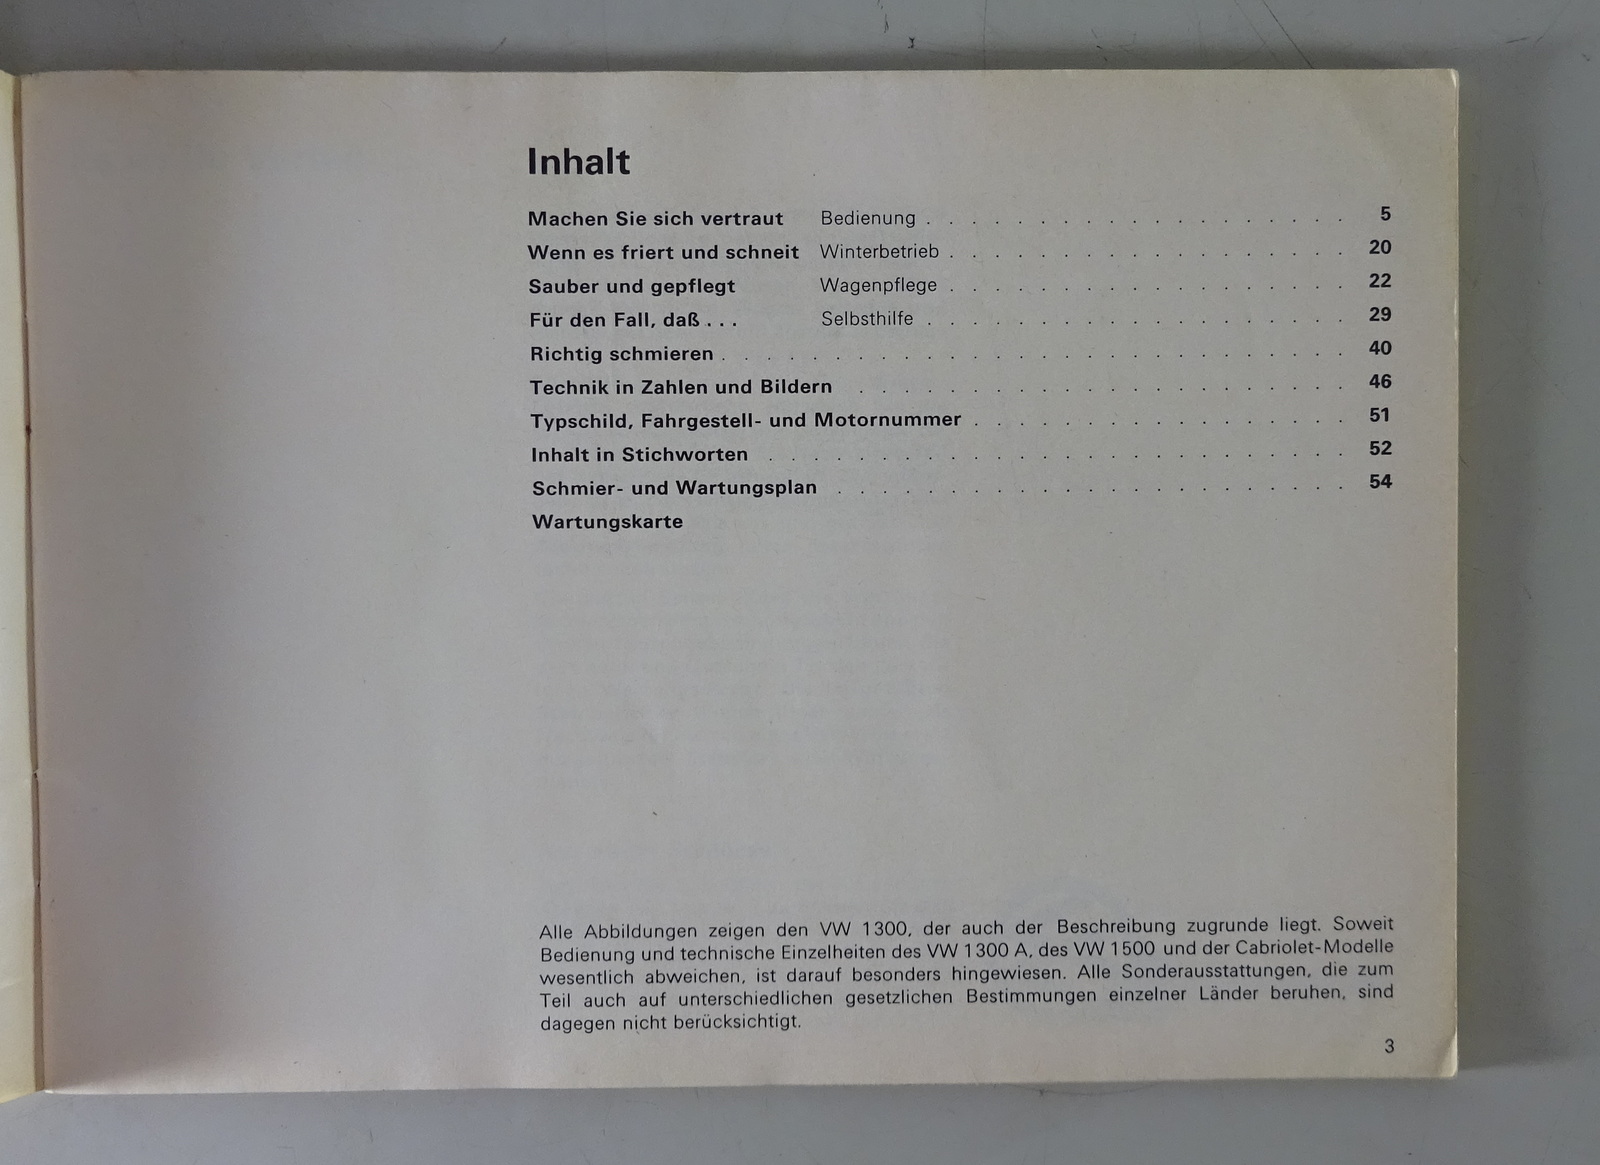 Inhalt
Machen Sie sich vertraut Bedienung . . . . . . . . . . . . . . . . . . . 5
Wenn es friert und schneit Winterbetrieb . . . . . . . . . . . . . . . . . . 20
Sauber und gepflegt Wagenpflege . . . . . . . . . . . . . . . . . . 22
Für den Fall, daß . . . Selbsthilfe . . . . . . . . . . . . . . . . . . . 29
Richtig schmieren . . . . . . . . . . . . . . . . . . . . . . . . . . . . 40
Technik in Zahlen und Bildern . . . . . . . . . . . . . . . . . . . . . . 46
Typschild, Fahrgestell- und Motornummer . . . . . . . . . . . . . . . . . 51
Inhalt in Stichworten . . . . . . . . . . . . . . . . . . . . . . . . . . 52
Schmier- und Wartungsplan . . . . . . . . . . . . . . . . . . . . . . . 54
Wartungskarte
Alle Abbildungen zeigen den VW 1300, der auch der Beschreibung zugrunde liegt. Soweit
Bedienung und technische Einzelheiten des VW 1300 A, des VW 1500 und der Cabriolet-Modelle
wesentlich abweichen, ist darauf besonders hingewiesen. Alle Sonderausstattungen, die zum
Teil auch auf unterschiedlichen gesetzlichen Bestimmungen einzelner Länder beruhen, sind
dagegen nicht berücksichtigt.
3